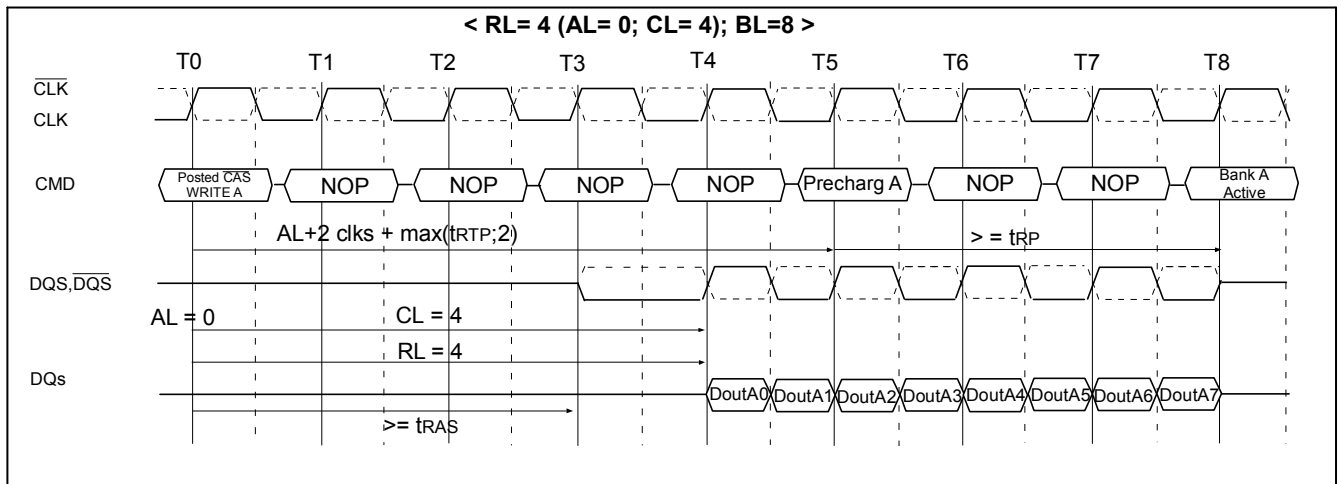 < RL= 4 (AL= 0; CL= 4); BL=8 >
T0 T1 T2 T3 T4 T5 T6 T7 T8
CLK
CLK
CMD
Posted CAS
WRITE A
NOP NOP NOP NOP Precharg A NOP NOP
Bank A
Active
AL+2 clks + max(tRTP;2)
> = tRP
DQS,DQS
AL = 0
CL = 4
RL = 4
DQs
DoutA0 DoutA1 DoutA2 DoutA3 DoutA4 DoutA5 DoutA6 DoutA7
>= tRAS